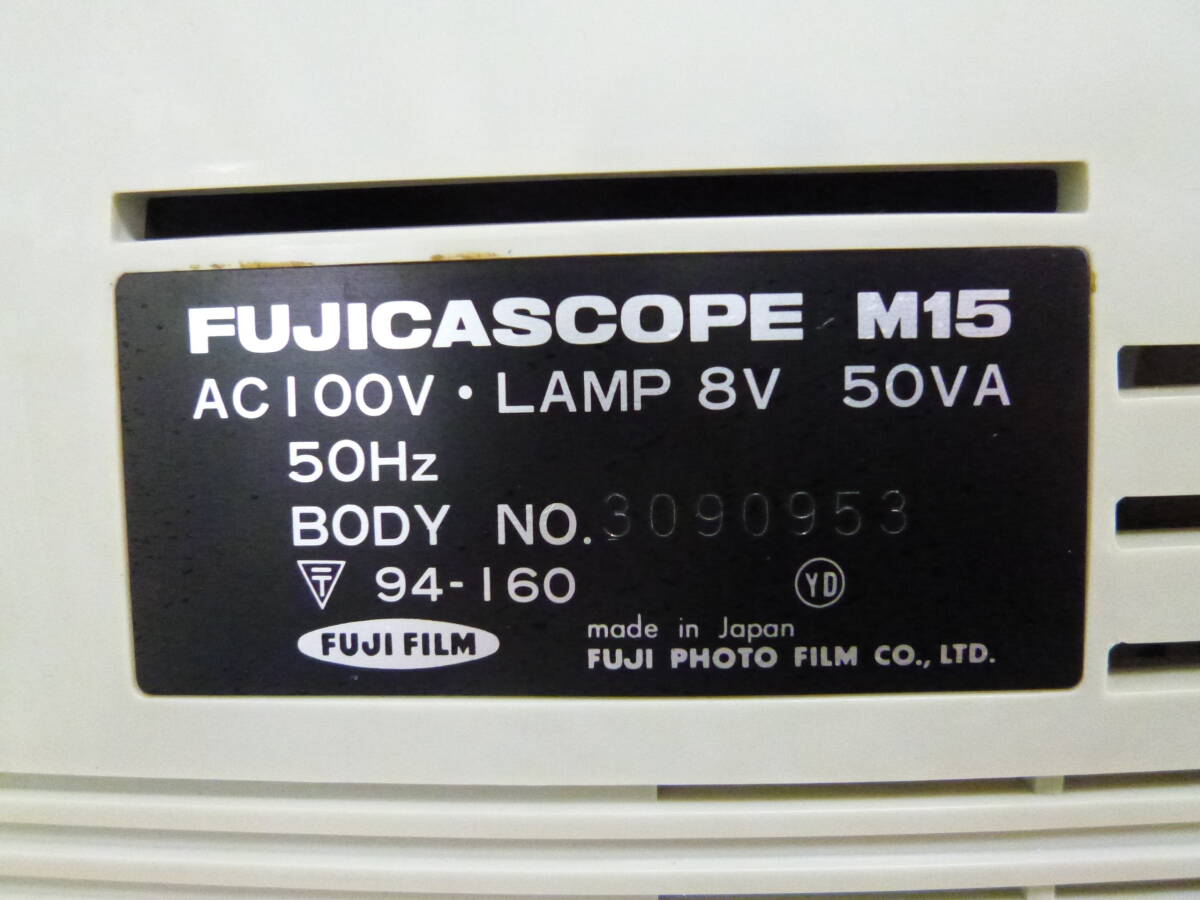 FUJICASCOPE M15
AC100V・LAMP 8V 50VA
50Hz
BODY NO. 3090953
〒 94-160 YD
FUJI FILM
made in Japan
FUJI PHOTO FILM CO., LTD.